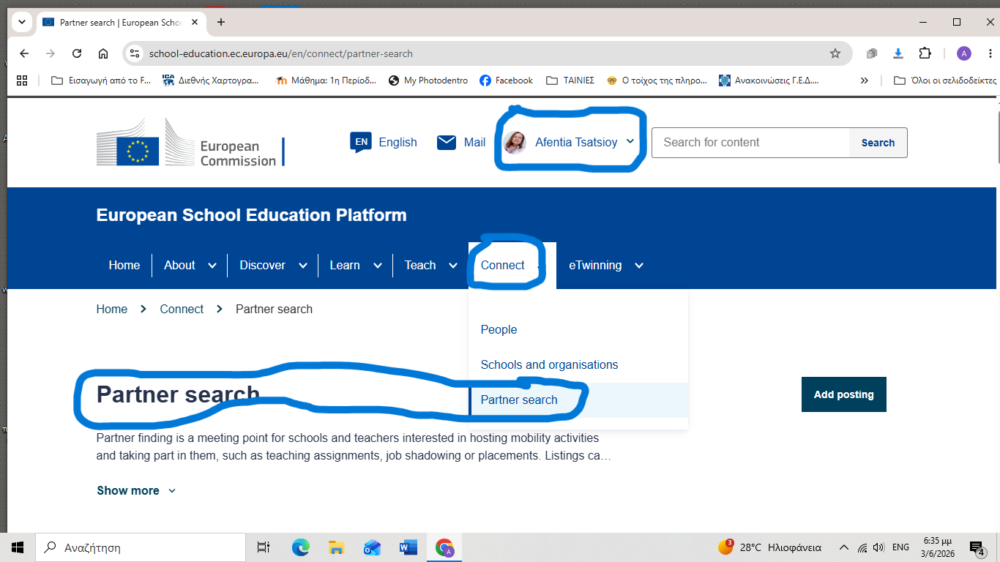 Partner search | European Scho
school-education.ec.europa.eu/en/connect/partner-search
A
Εισαγωγή από το F...
ICA
Διεθνής Χαρτογρα...
Μάθημα: 1η Περίοδ...
My Photodentro
Facebook
ΤΑΙΝΙΕΣ
Ο τοίχος της πληρο...
Ανακοινώσεις Γ.Ε.Δ....
»
Όλοι οι σελιδοδείκτες
European
Commission
EN English
Mail
Afentia Tsatsioy
Search for content
Search
European School Education Platform
Home
About
Discover
Learn
Teach
Connect
eTwinning
Home > Connect > Partner search
People
Schools and organisations
Partner search
Partner search
Add posting
Partner finding is a meeting point for schools and teachers interested in hosting mobility activities
and taking part in them, such as teaching assignments, job shadowing or placements. Listings ca…
Show more
Αναζήτηση
A
3
28°C Ηλιοφάνεια
ENG
6:35 μμ
3/6/2026
4